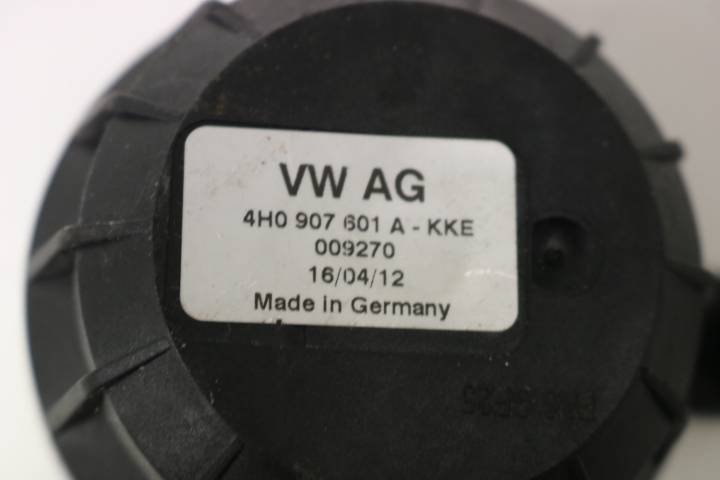 VW AG
4H0 907 601 A - KKE
009270
16/04/12
Made in Germany